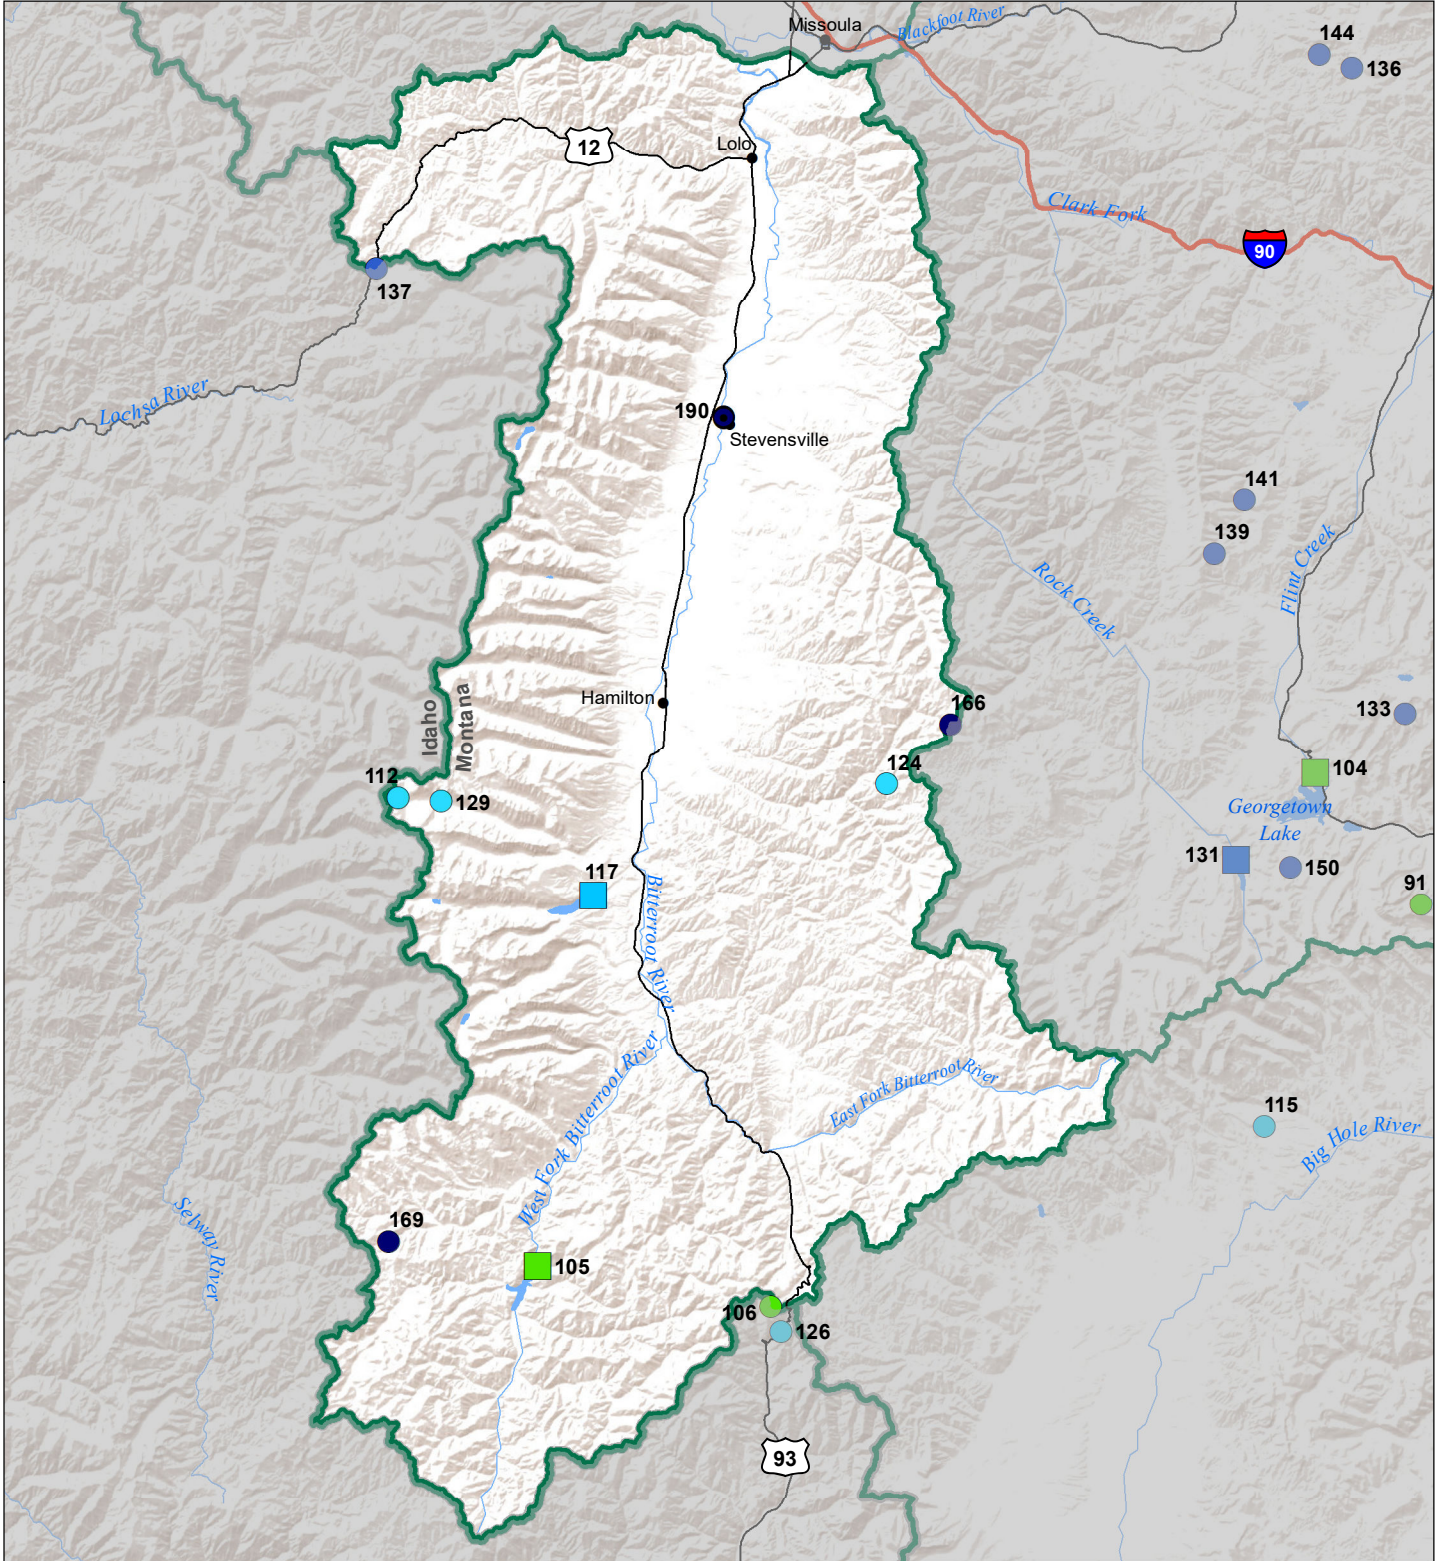 Missoula
Blackfoot River
144
136
12
Lolo
Clark Fork
90
137
Lochsa River
190
Stevensville
141
139
Flint Creek
Rock Creek
Idaho
Montana
Hamilton
166
133
112
129
124
104
Georgetown
Lake
117
131
150
91
Bitterroot River
West Fork Bitterroot River
East Fork Bitterroot River
115
Big Hole River
Selway River
169
105
106
126
93